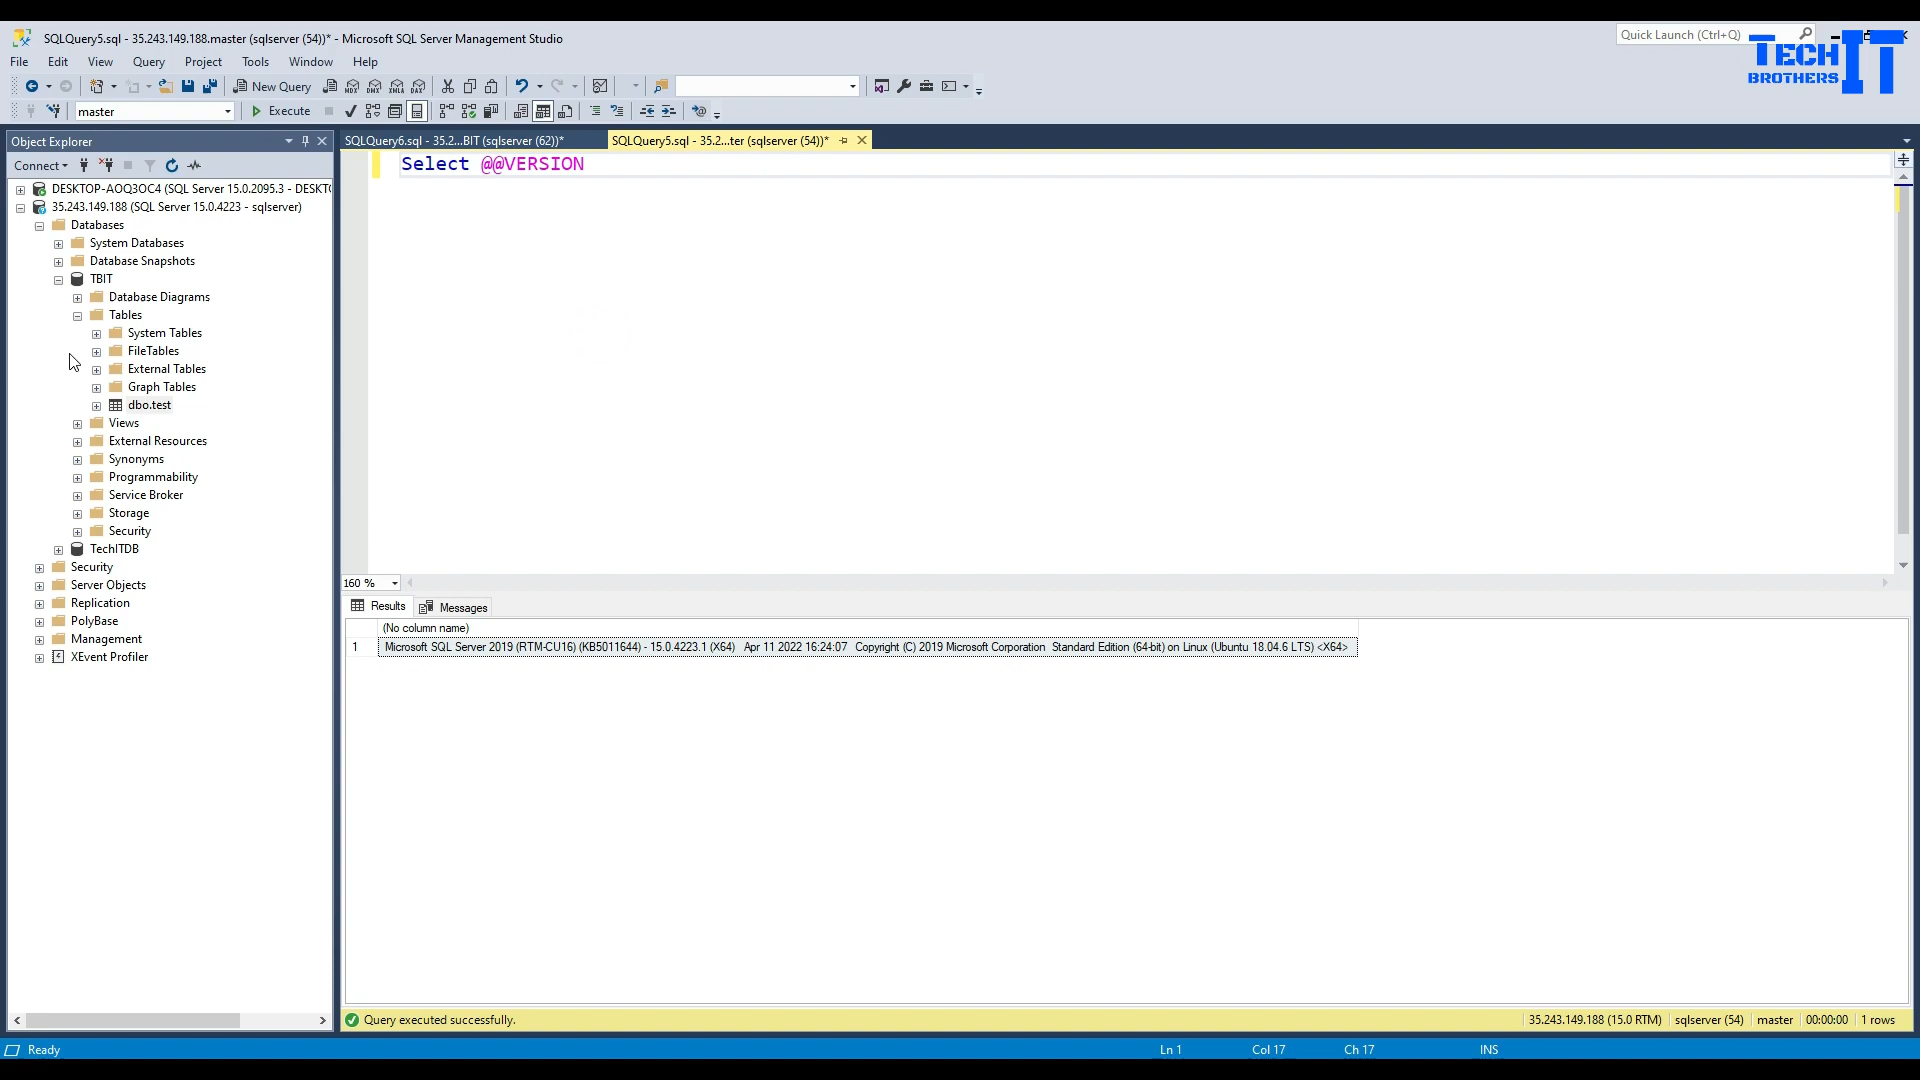 SQLQuery5.sql - 35.243.149.188.master (sqlserver (54))* - Microsoft SQL Server Management Studio
Quick Launch (Ctrl+Q)
TECH IT
BROTHERS
File Edit View Query Project Tools Window Help
New Query
MDX DMX XMLA DAX
master
Execute
Object Explorer
SQLQuery6.sql - 35.2...BIT (sqlserver (62))*
SQLQuery5.sql - 35.2...ter (sqlserver (54))*
Connect
Select @@VERSION
DESKTOP-AOQ3OC4 (SQL Server 15.0.2095.3 - DESKT
35.243.149.188 (SQL Server 15.0.4223 - sqlserver)
Databases
System Databases
Database Snapshots
TBIT
Database Diagrams
Tables
System Tables
FileTables
External Tables
Graph Tables
dbo.test
Views
External Resources
Synonyms
Programmability
Service Broker
Storage
Security
TechITDB
Security
Server Objects
Replication
PolyBase
Management
XEvent Profiler
160 %
Results Messages
(No column name)
1 Microsoft SQL Server 2019 (RTM-CU16) (KB5011644) - 15.0.4223.1 (X64) Apr 11 2022 16:24:07 Copyright (C) 2019 Microsoft Corporation Standard Edition (64-bit) on Linux (Ubuntu 18.04.6 LTS) <X64>
Query executed successfully.
35.243.149.188 (15.0 RTM) sqlserver (54) master 00:00:00 1 rows
Ready
Ln 1 Col 17 Ch 17 INS